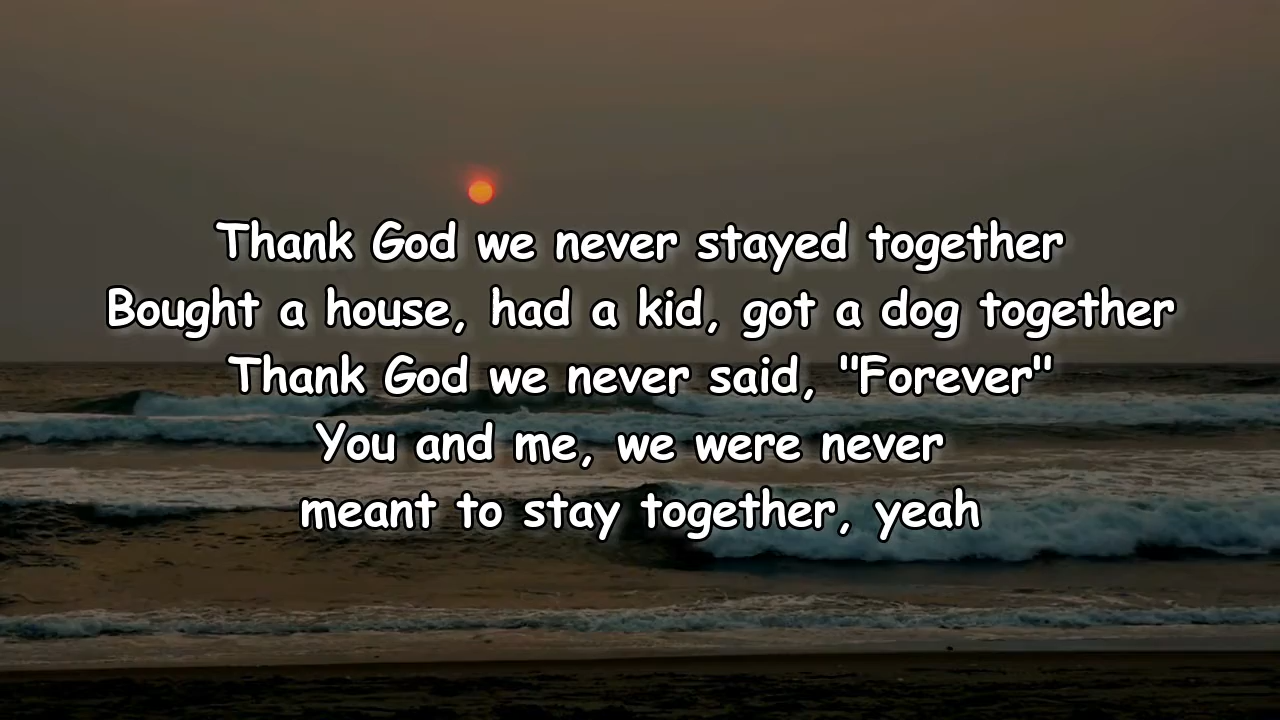 Thank God we never stayed together
Bought a house, had a kid, got a dog together
Thank God we never said, "Forever"
You and me, we were never
meant to stay together, yeah